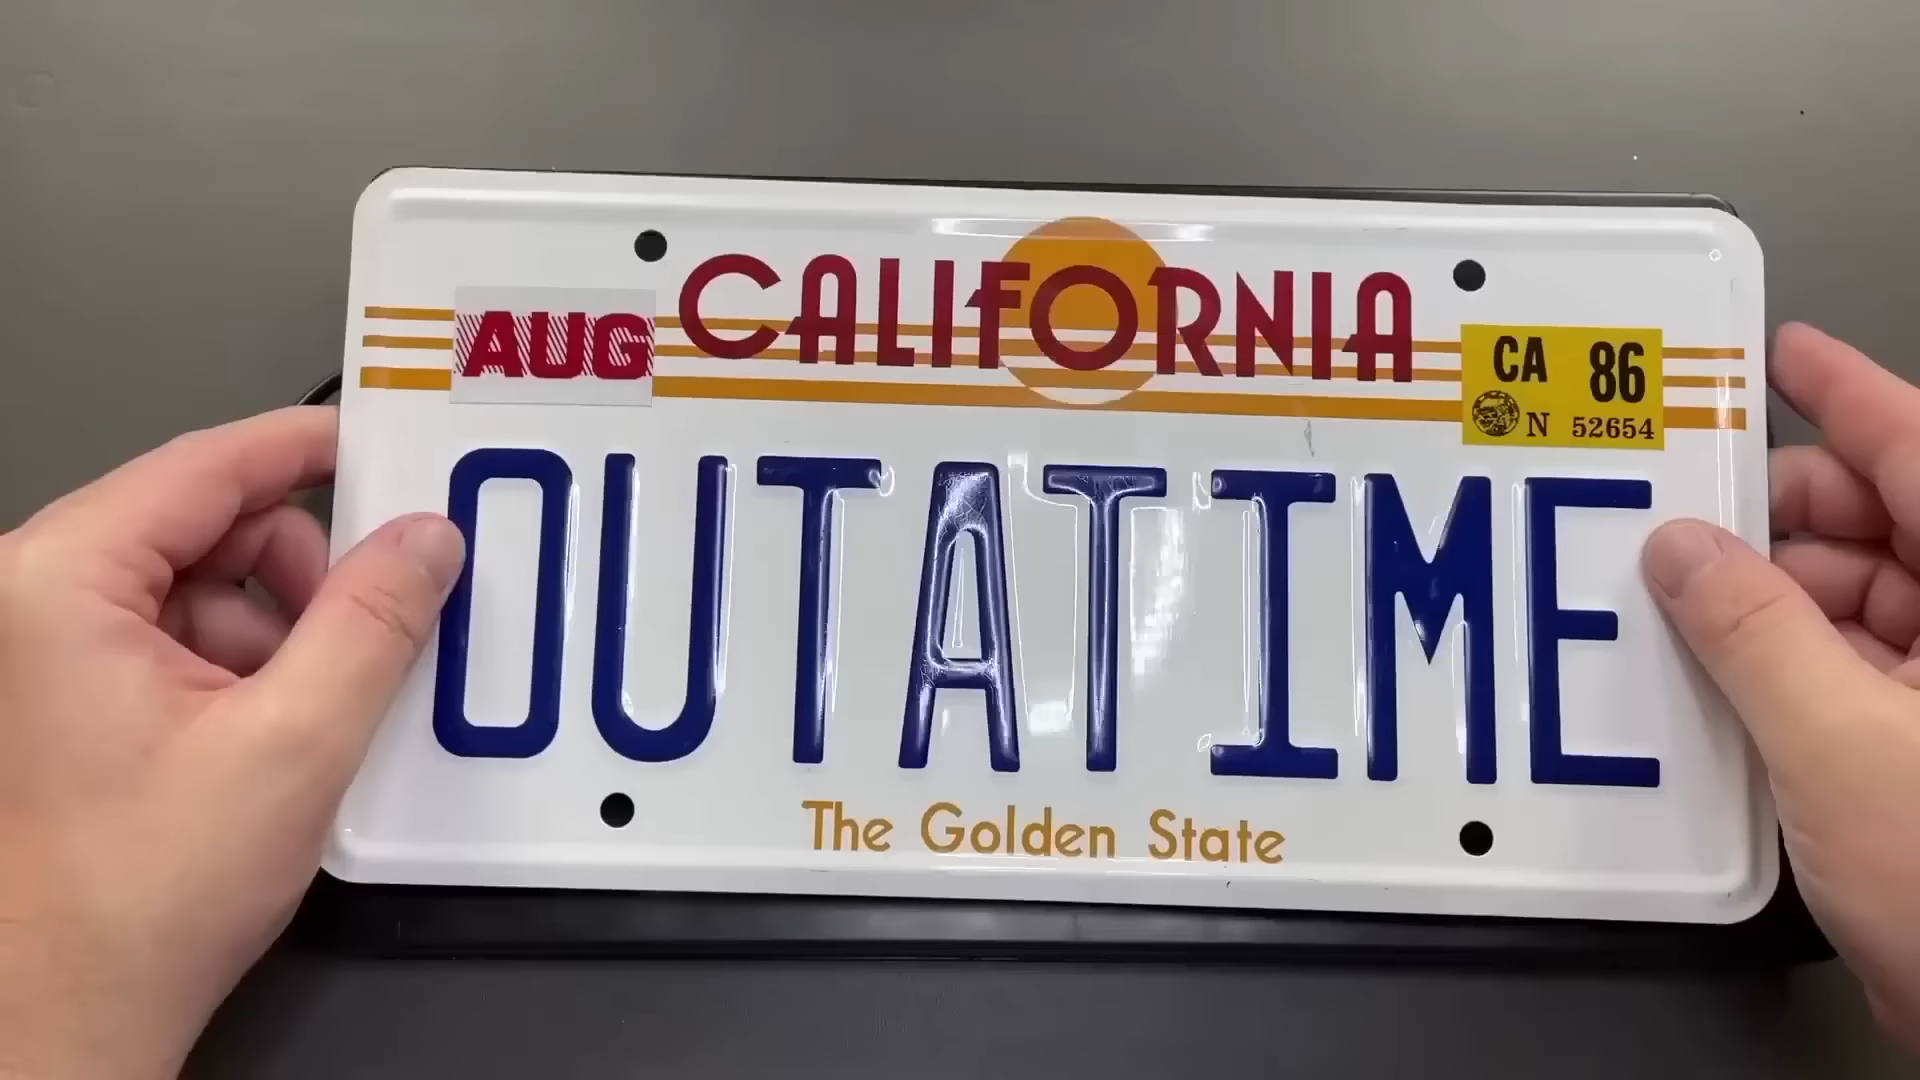 CALIFORNIA
AUG
CA 86
N 52654
OUTATIME
The Golden State